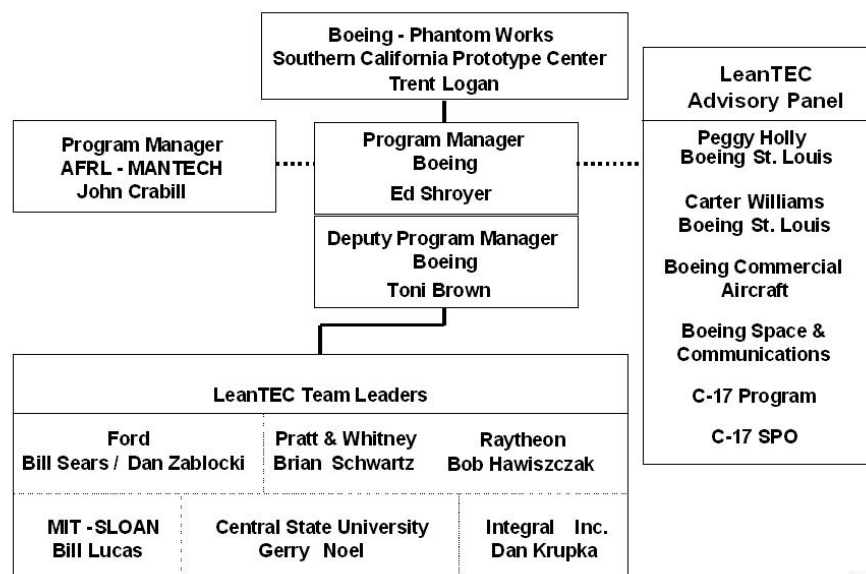 Boeing - Phantom Works
Southern California Prototype Center
Trent Logan
Program Manager
AFRL - MANTECH
John Crabill
Program Manager
Boeing
Ed Shroyer
Deputy Program Manager
Boeing
Toni Brown
LeanTEC
Advisory Panel
Peggy Holly
Boeing St. Louis
Carter Williams
Boeing St. Louis
Boeing Commercial
Aircraft
Boeing Space &
Communications
C-17 Program
C-17 SPO
LeanTEC Team Leaders
Ford
Bill Sears / Dan Zablocki
Pratt & Whitney
Brian Schwartz
Raytheon
Bob Hawiszczak
MIT -SLOAN
Bill Lucas
Central State University
Gerry Noel
Integral Inc.
Dan Krupka